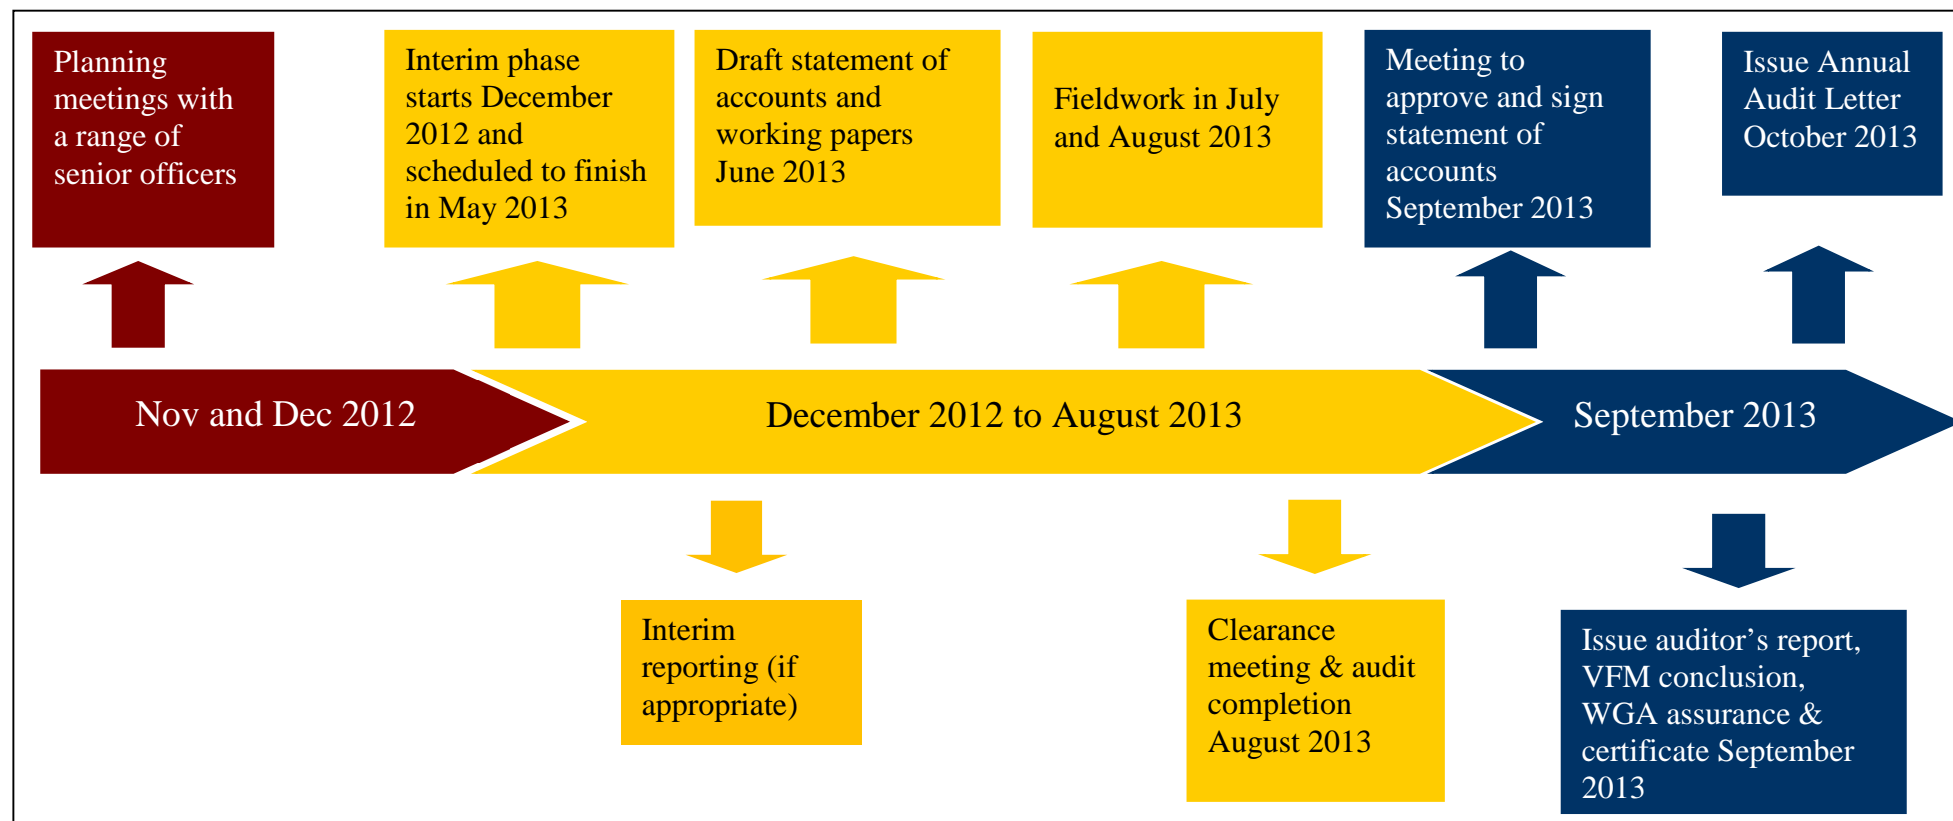 Planning
meetings with
a range of
senior officers
Interim phase
starts December
2012 and
scheduled to finish
in May 2013
Draft statement of
accounts and
working papers
June 2013
Fieldwork in July
and August 2013
Meeting to
approve and sign
statement of
accounts
September 2013
Issue Annual
Audit Letter
October 2013
Nov and Dec 2012
December 2012 to August 2013
September 2013
Interim
reporting (if
appropriate)
Clearance
meeting & audit
completion
August 2013
Issue auditor’s report,
VFM conclusion,
WGA assurance &
certificate September
2013